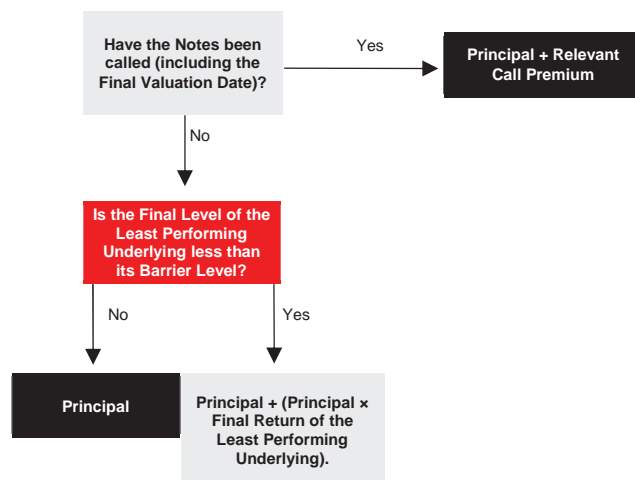 Have the Notes been
called (including the
Final Valuation Date)?
Yes
Principal + Relevant
Call Premium
No
Is the Final Level of the
Least Performing
Underlying less than
its Barrier Level?
No
Yes
Principal
Principal + (Principal ×
Final Return of the
Least Performing
Underlying).